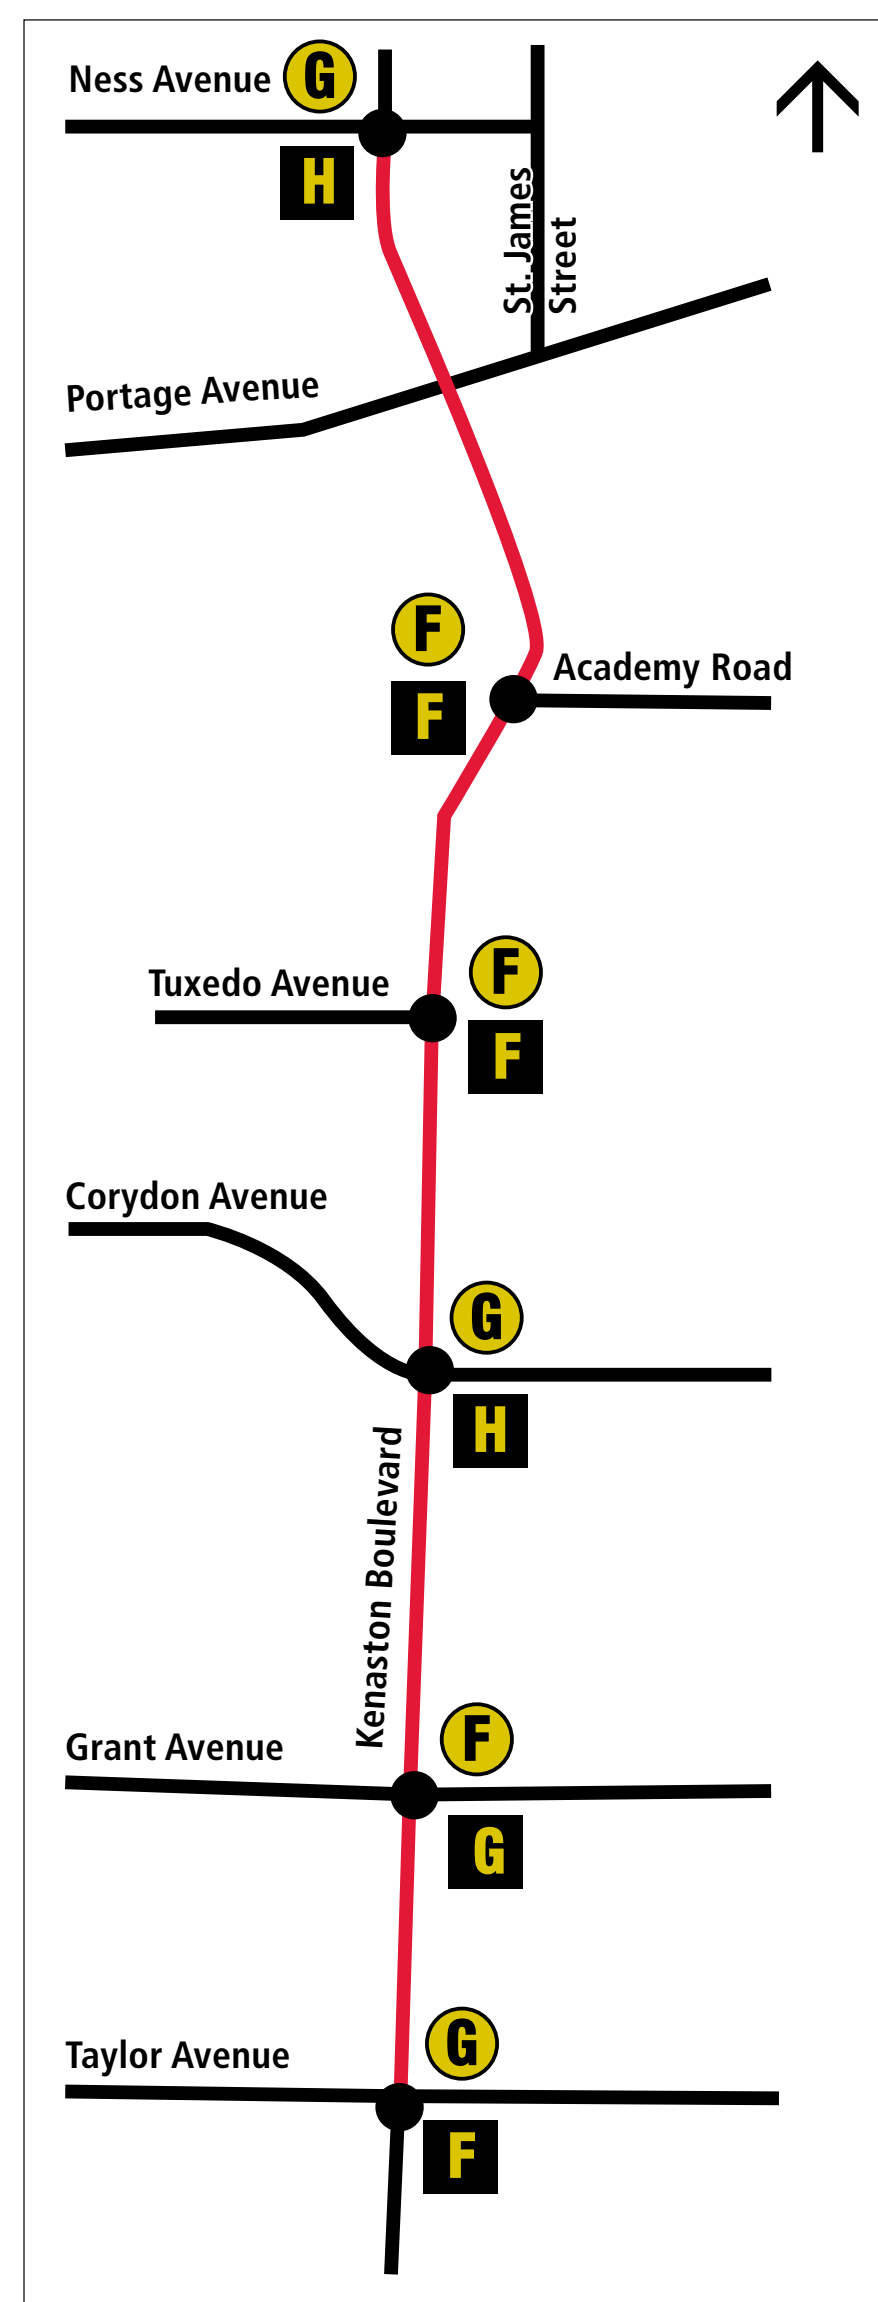 Ness Avenue
G
H
St. James
Street
Portage Avenue
F
F
Academy Road
Tuxedo Avenue
F
F
Corydon Avenue
G
H
Kenaston Boulevard
Grant Avenue
F
G
Taylor Avenue
G
F